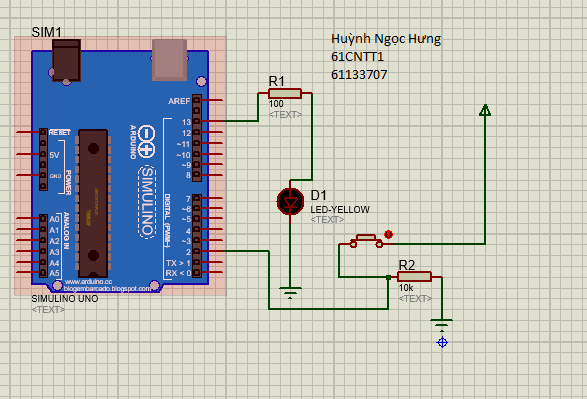 SIM1
Huỳnh Ngọc Hưng
61CNTT1
61133707
R1
100
<TEXT>
AREF
13
12
~11
~10
~9
8
RESET
5V
GND
POWER
ARDUINO
SIMULINO
DIGITAL (PWM~)
7
~6
~5
4
~3
2
TX > 1
RX < 0
ANALOG IN
A0
A1
A2
A3
A4
A5
www.arduino.cc
blogembarcado.blogspot.com
SIMULINO UNO
<TEXT>
D1
LED-YELLOW
<TEXT>
R2
10k
<TEXT>